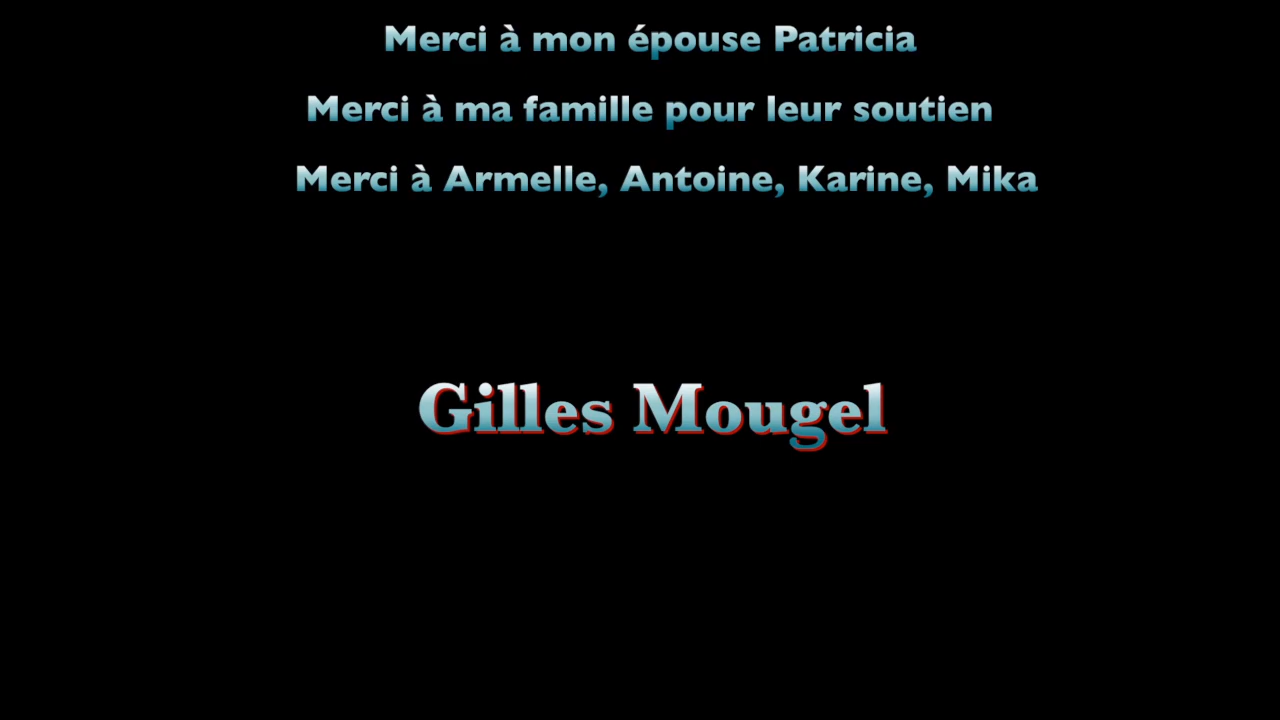 Merci à mon épouse Patricia
Merci à ma famille pour leur soutien
Merci à Armelle, Antoine, Karine, Mika
Gilles Mougel